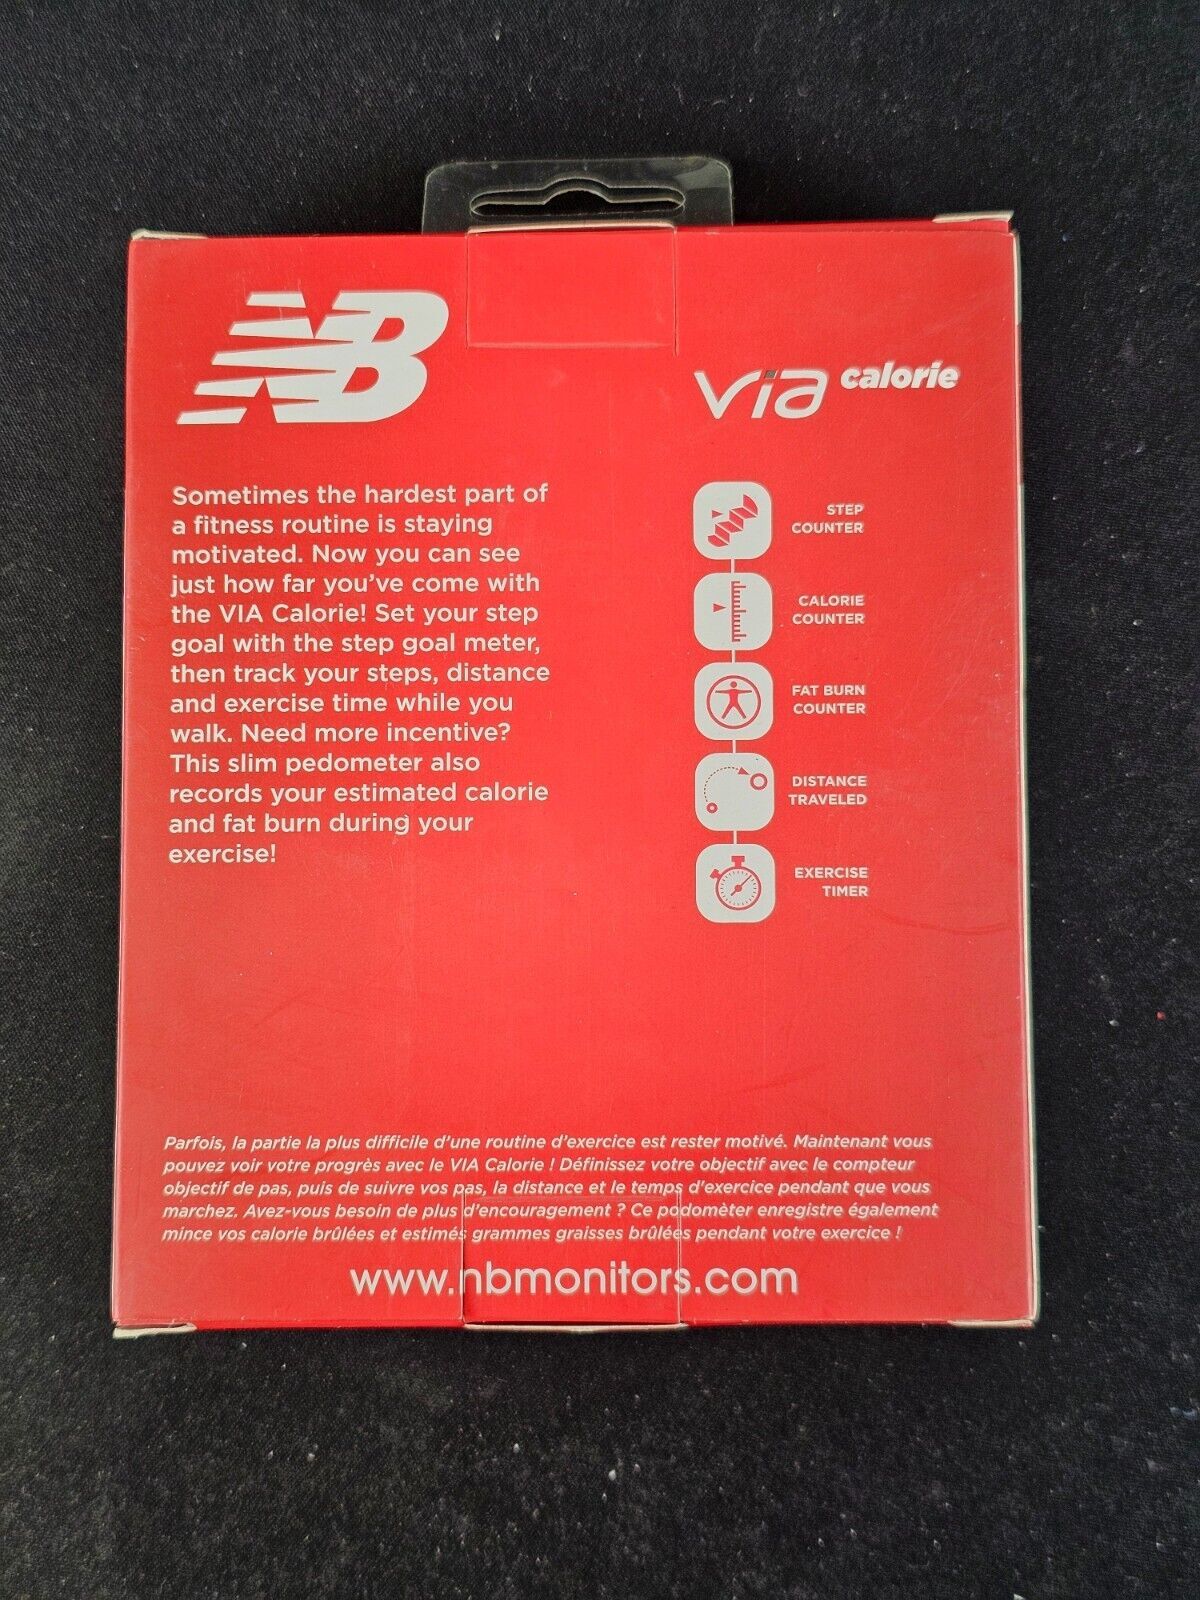 NB
via calorie
Sometimes the hardest part of
a fitness routine is staying
motivated. Now you can see
just how far you've come with
the VIA Calorie! Set your step
goal with the step goal meter,
then track your steps, distance
and exercise time while you
walk. Need more incentive?
This slim pedometer also
records your estimated calorie
and fat burn during your
exercise!
STEP
COUNTER
CALORIE
COUNTER
FAT BURN
COUNTER
DISTANCE
TRAVELED
EXERCISE
TIMER
Parfois, la partie la plus difficile d'une routine d'exercice est rester motivé. Maintenant vous
pouvez voir votre progrès avec le VIA Calorie ! Définissez votre objectif avec le compteur
objectif de pas, puis de suivre vos pas, la distance et le temps d'exercice pendant que vous
marchez. Avez-vous besoin de plus d'encouragement ? Ce podomèter enregistre également
mince vos calorie brûlées et estimés grammes graisses brûlées pendant votre exercice !
www.nbmonitors.com